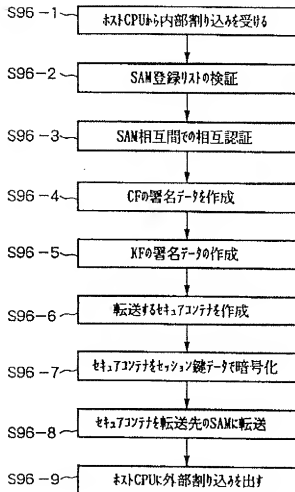 S96-1
ホストCPUから内部割り込みを受ける
S96-2
SAM登録リストの検証
S96-3
SAM相互間での相互認証
S96-4
CFの署名データを作成
S96-5
KFの署名データの作成
S96-6
転送するセキュアコンテナを作成
S96-7
セキュアコンテナをセッション鍵データで暗号化
S96-8
セキュアコンテナを転送先のSAMに転送
S96-9
ホストCPUに外部割り込みを出す